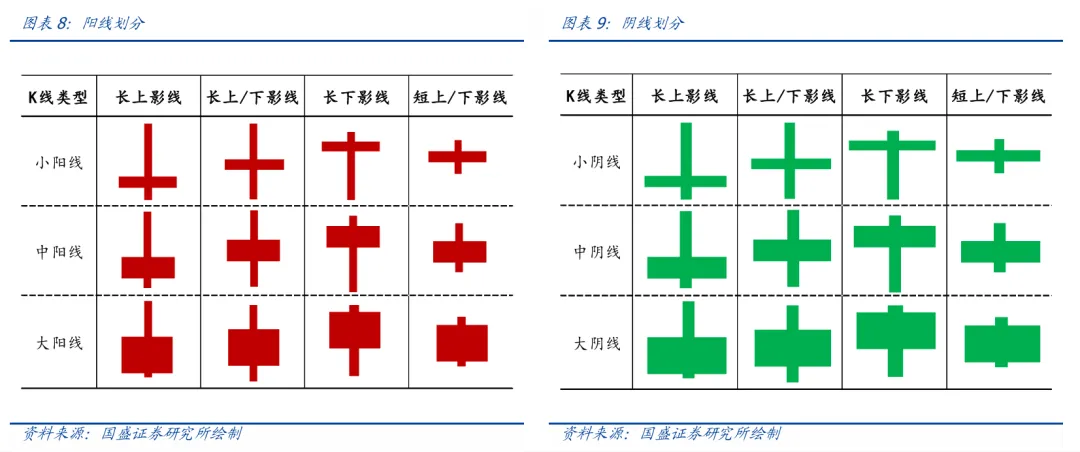 图表 8：阳线划分
K线类型 长上影线 长上/下影线 长下影线 短上/下影线
小阳线
中阳线
大阳线
资料来源：国盛证券研究所绘制
图表 9：阴线划分
K线类型 长上影线 长上/下影线 长下影线 短上/下影线
小阴线
中阴线
大阴线
资料来源：国盛证券研究所绘制